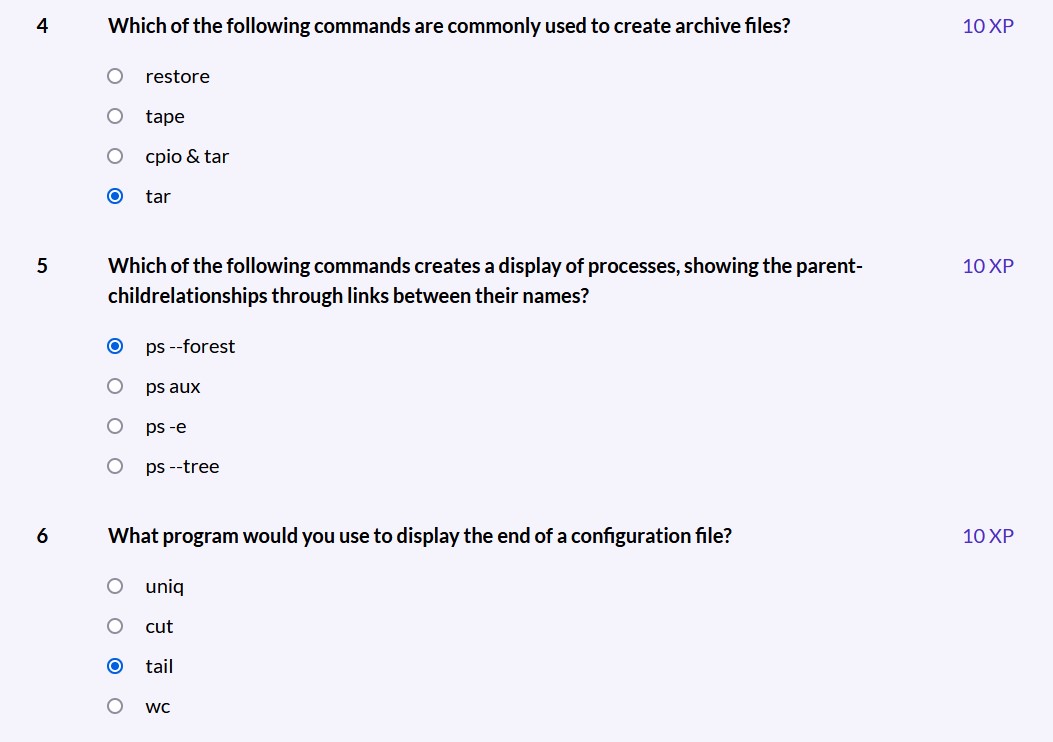 4 Which of the following commands are commonly used to create archive files? 10 XP
restore
tape
cpio & tar
tar
5 Which of the following commands creates a display of processes, showing the parent- 10 XP
childrelationships through links between their names?
ps --forest
ps aux
ps -e
ps --tree
6 What program would you use to display the end of a configuration file? 10 XP
uniq
cut
tail
wc